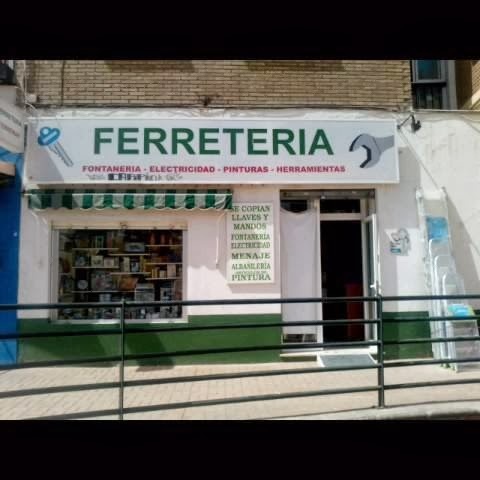 FERRETERIA
FONTANERIA - ELECTRICIDAD - PINTURAS - HERRAMIENTAS
SE COPIAN
LLAVES Y
MANDOS
FONTANERIA
ELECTRICIDAD
MENAJE
ALBAÑILERIA
PINTURA